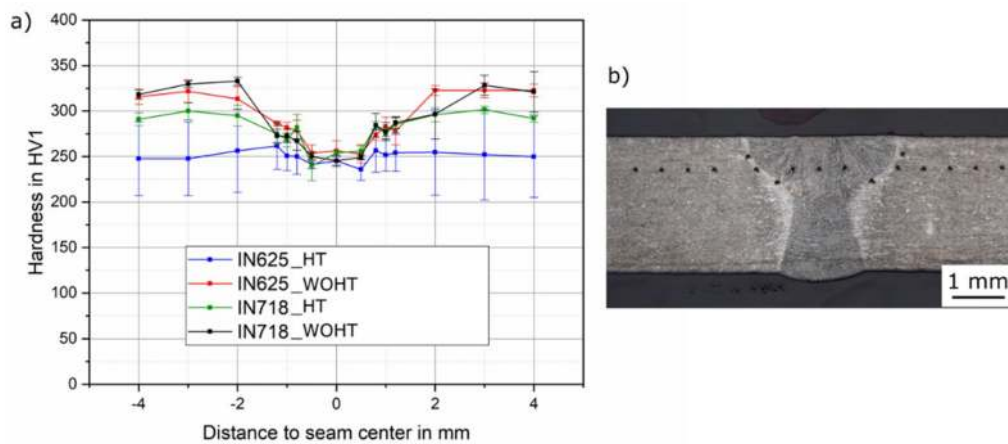 a)
400
350
300
250
200
150
100
50
0
Hardness in HV1
IN625_HT
IN625_WOHT
IN718_HT
IN718_WOHT
-4 -2 0 2 4
Distance to seam center in mm
b)
1 mm